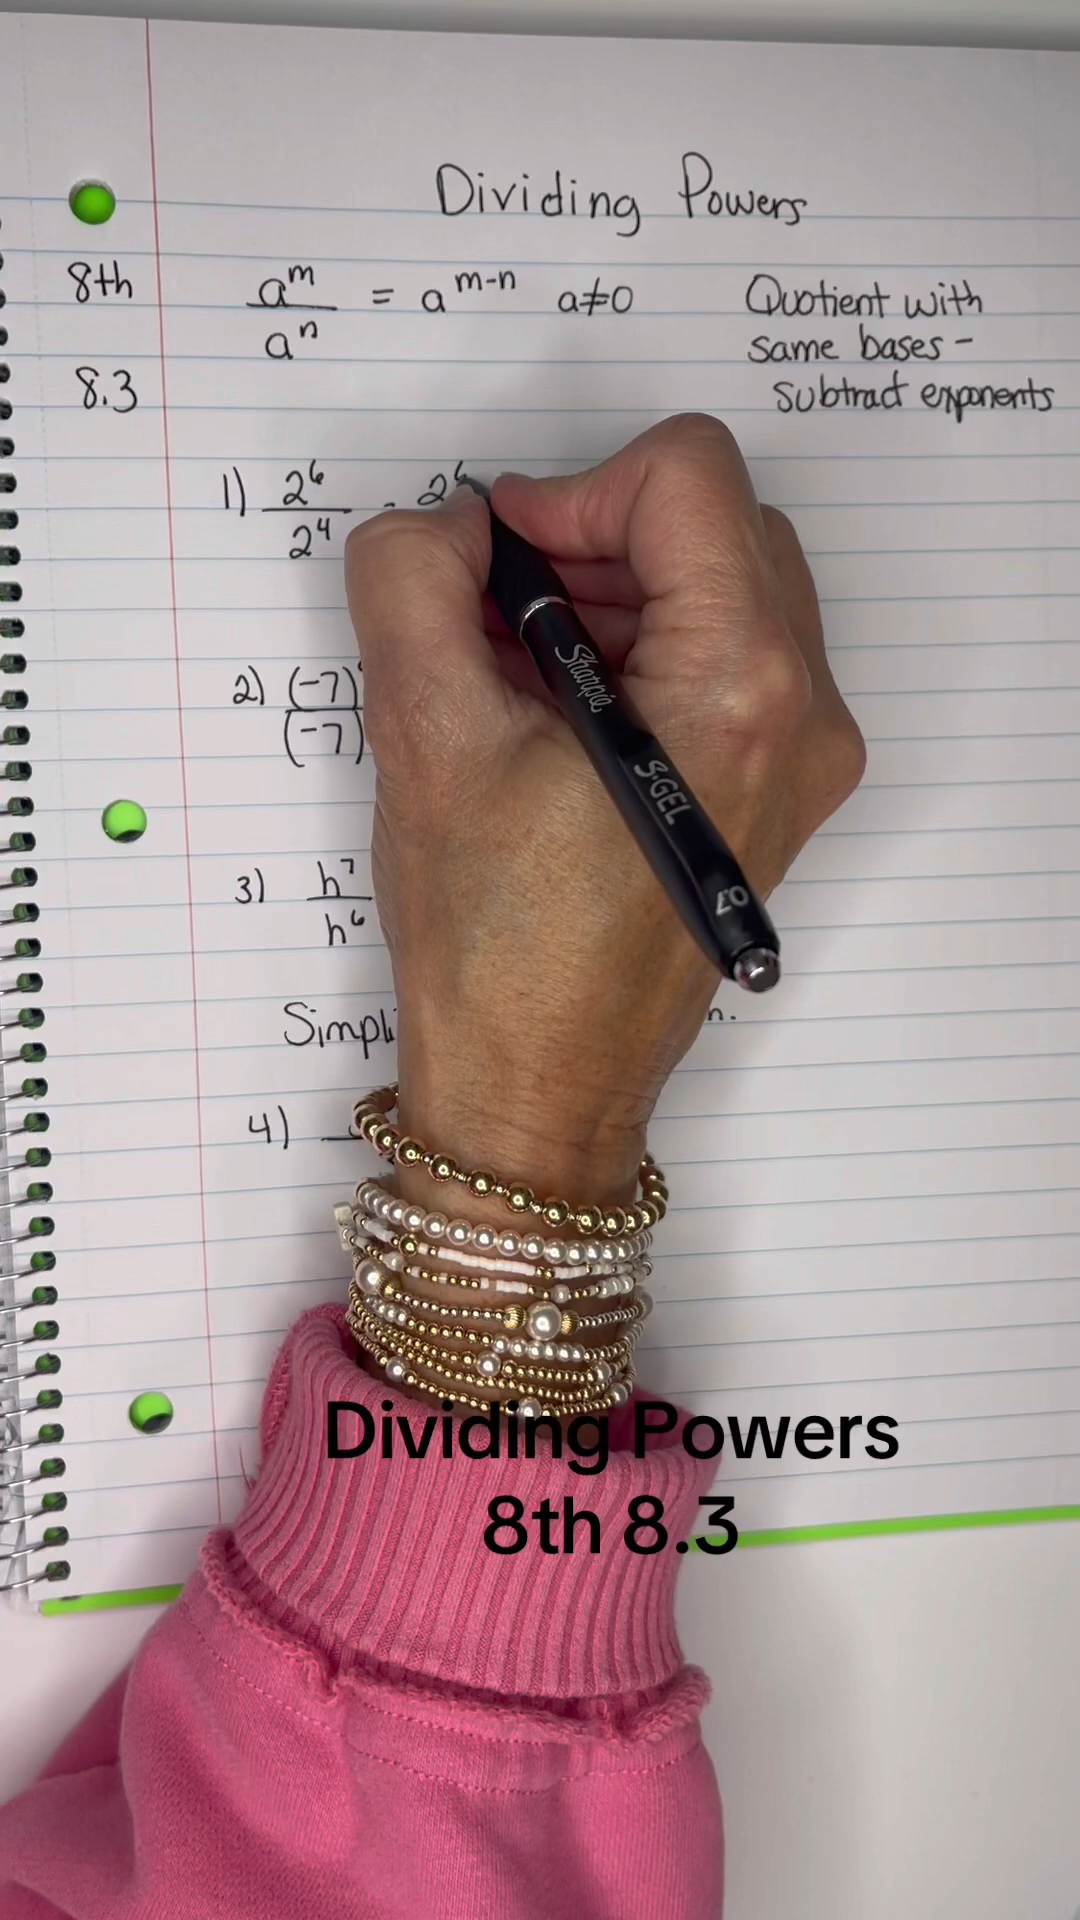 Dividing Powers
8th
a^m / a^n = a^(m-n) a≠0
Quotient with
same bases -
subtract exponents
8.3
1) 2^6 / 2^4 = 2^6
2) (-7) / (-7)
3) h^7 / h^6
4)
Sharpie
S·GEL
0.7
Dividing Powers
8th 8.3